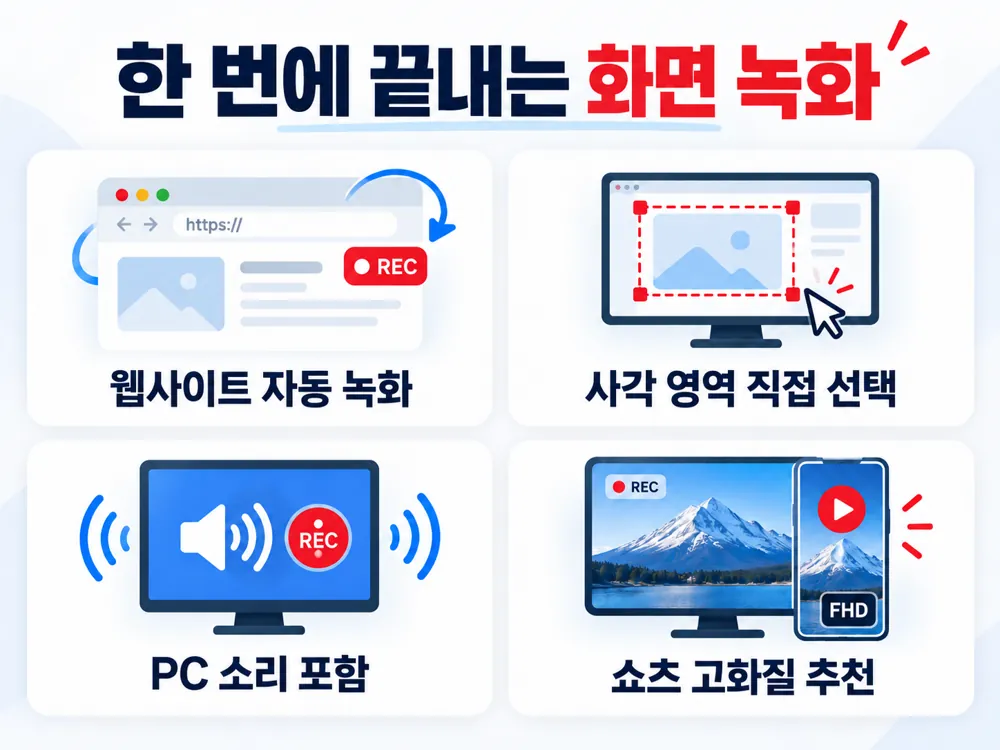 한 번에 끝내는 화면 녹화
https://
REC
웹사이트 자동 녹화
사각 영역 직접 선택
REC
PC 소리 포함
REC
FHD
쇼츠 고화질 추천